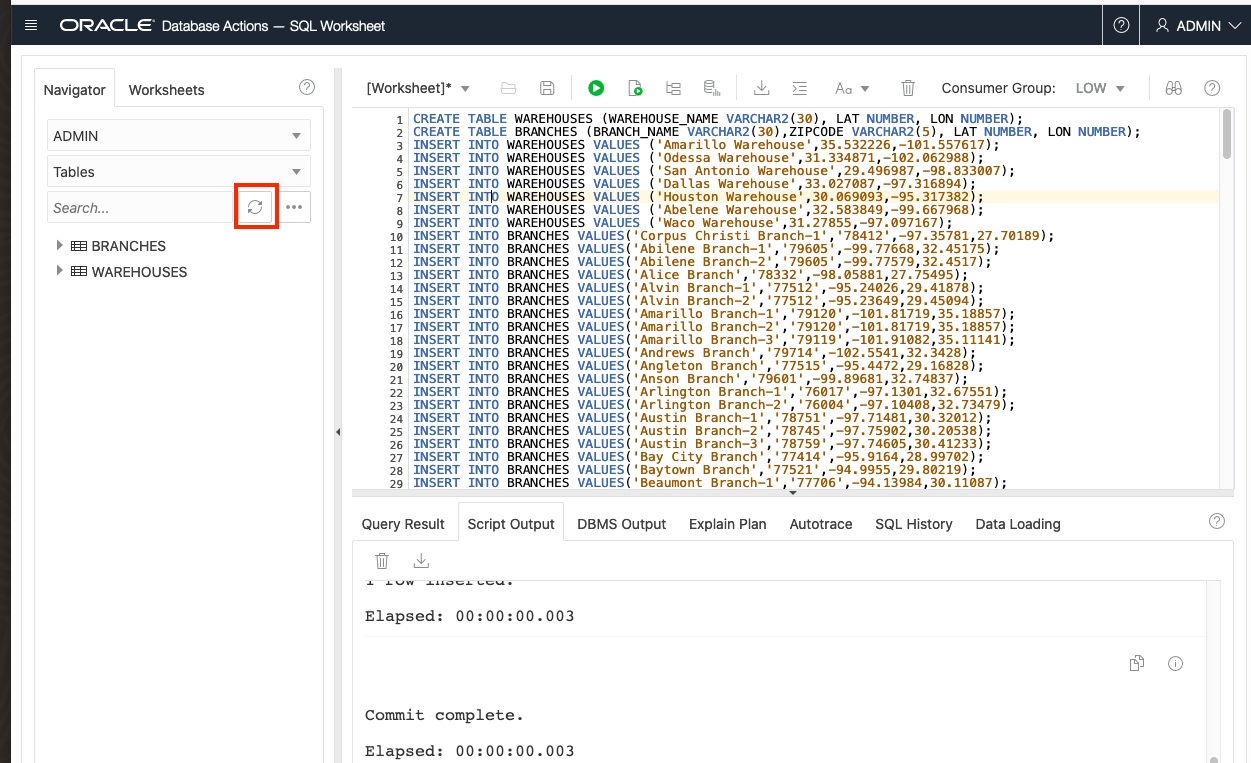 ORACLE Database Actions — SQL Worksheet
ADMIN
Navigator
Worksheets
ADMIN
Tables
Search...
BRANCHES
WAREHOUSES
[Worksheet]*
Aa
Consumer Group: LOW
1 CREATE TABLE WAREHOUSES (WAREHOUSE_NAME VARCHAR2(30), LAT NUMBER, LON NUMBER);
2 CREATE TABLE BRANCHES (BRANCH_NAME VARCHAR2(30),ZIPCODE VARCHAR2(5), LAT NUMBER, LON NUMBER);
3 INSERT INTO WAREHOUSES VALUES ('Amarillo Warehouse',35.532226,-101.557617);
4 INSERT INTO WAREHOUSES VALUES ('Odessa Warehouse',31.334871,-102.062988);
5 INSERT INTO WAREHOUSES VALUES ('San Antonio Warehouse',29.496987,-98.833007);
6 INSERT INTO WAREHOUSES VALUES ('Dallas Warehouse',33.027087,-97.316894);
7 INSERT INTO WAREHOUSES VALUES ('Houston Warehouse',30.069093,-95.317382);
8 INSERT INTO WAREHOUSES VALUES ('Abelene Warehouse',32.583849,-99.667968);
9 INSERT INTO WAREHOUSES VALUES ('Waco Warehouse',31.27855,-97.097167);
10 INSERT INTO BRANCHES VALUES('Corpus Christi Branch-1','78412',-97.35781,27.70189);
11 INSERT INTO BRANCHES VALUES('Abilene Branch-1','79605',-99.77668,32.45175);
12 INSERT INTO BRANCHES VALUES('Abilene Branch-2','79605',-99.77579,32.4517);
13 INSERT INTO BRANCHES VALUES('Alice Branch','78332',-98.05881,27.75495);
14 INSERT INTO BRANCHES VALUES('Alvin Branch-1','77512',-95.24026,29.41878);
15 INSERT INTO BRANCHES VALUES('Alvin Branch-2','77512',-95.23649,29.45094);
16 INSERT INTO BRANCHES VALUES('Amarillo Branch-1','79120',-101.81719,35.18857);
17 INSERT INTO BRANCHES VALUES('Amarillo Branch-2','79120',-101.81719,35.18857);
18 INSERT INTO BRANCHES VALUES('Amarillo Branch-3','79119',-101.91082,35.11141);
19 INSERT INTO BRANCHES VALUES('Andrews Branch','79714',-102.5541,32.3428);
20 INSERT INTO BRANCHES VALUES('Angleton Branch','77515',-95.4472,29.16828);
21 INSERT INTO BRANCHES VALUES('Anson Branch','79601',-99.89681,32.74837);
22 INSERT INTO BRANCHES VALUES('Arlington Branch-1','76017',-97.1301,32.67551);
23 INSERT INTO BRANCHES VALUES('Arlington Branch-2','76004',-97.10408,32.73479);
24 INSERT INTO BRANCHES VALUES('Austin Branch-1','78751',-97.71481,30.32012);
25 INSERT INTO BRANCHES VALUES('Austin Branch-2','78745',-97.75902,30.20538);
26 INSERT INTO BRANCHES VALUES('Austin Branch-3','78759',-97.74605,30.41233);
27 INSERT INTO BRANCHES VALUES('Bay City Branch','77414',-95.9164,28.99702);
28 INSERT INTO BRANCHES VALUES('Baytown Branch','77521',-94.9955,29.80219);
29 INSERT INTO BRANCHES VALUES('Beaumont Branch-1','77706',-94.13984,30.11087);
Query Result Script Output DBMS Output Explain Plan Autotrace SQL History Data Loading
1 row inserted.
Elapsed: 00:00:00.003
Commit complete.
Elapsed: 00:00:00.003